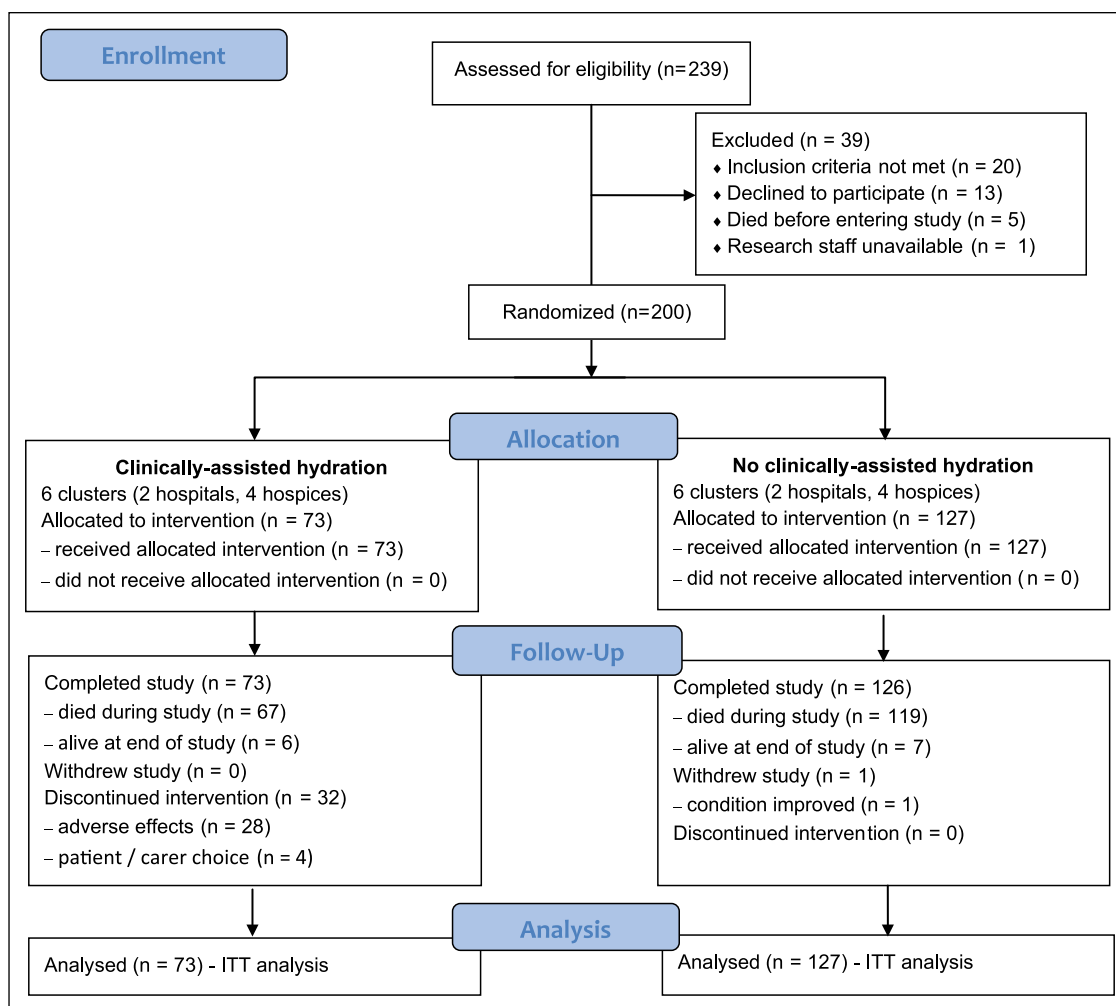 Enrollment
Assessed for eligibility (n=239)
Excluded (n = 39)
♦ Inclusion criteria not met (n = 20)
♦ Declined to participate (n = 13)
♦ Died before entering study (n = 5)
♦ Research staff unavailable (n = 1)
Randomized (n=200)
Allocation
Clinically-assisted hydration
6 clusters (2 hospitals, 4 hospices)
Allocated to intervention (n = 73)
– received allocated intervention (n = 73)
– did not receive allocated intervention (n = 0)
No clinically-assisted hydration
6 clusters (2 hospitals, 4 hospices)
Allocated to intervention (n = 127)
– received allocated intervention (n = 127)
– did not receive allocated intervention (n = 0)
Follow-Up
Completed study (n = 73)
– died during study (n = 67)
– alive at end of study (n = 6)
Withdrew study (n = 0)
Discontinued intervention (n = 32)
– adverse effects (n = 28)
– patient / carer choice (n = 4)
Completed study (n = 126)
– died during study (n = 119)
– alive at end of study (n = 7)
Withdrew study (n = 1)
– condition improved (n = 1)
Discontinued intervention (n = 0)
Analysis
Analysed (n = 73) - ITT analysis
Analysed (n = 127) - ITT analysis